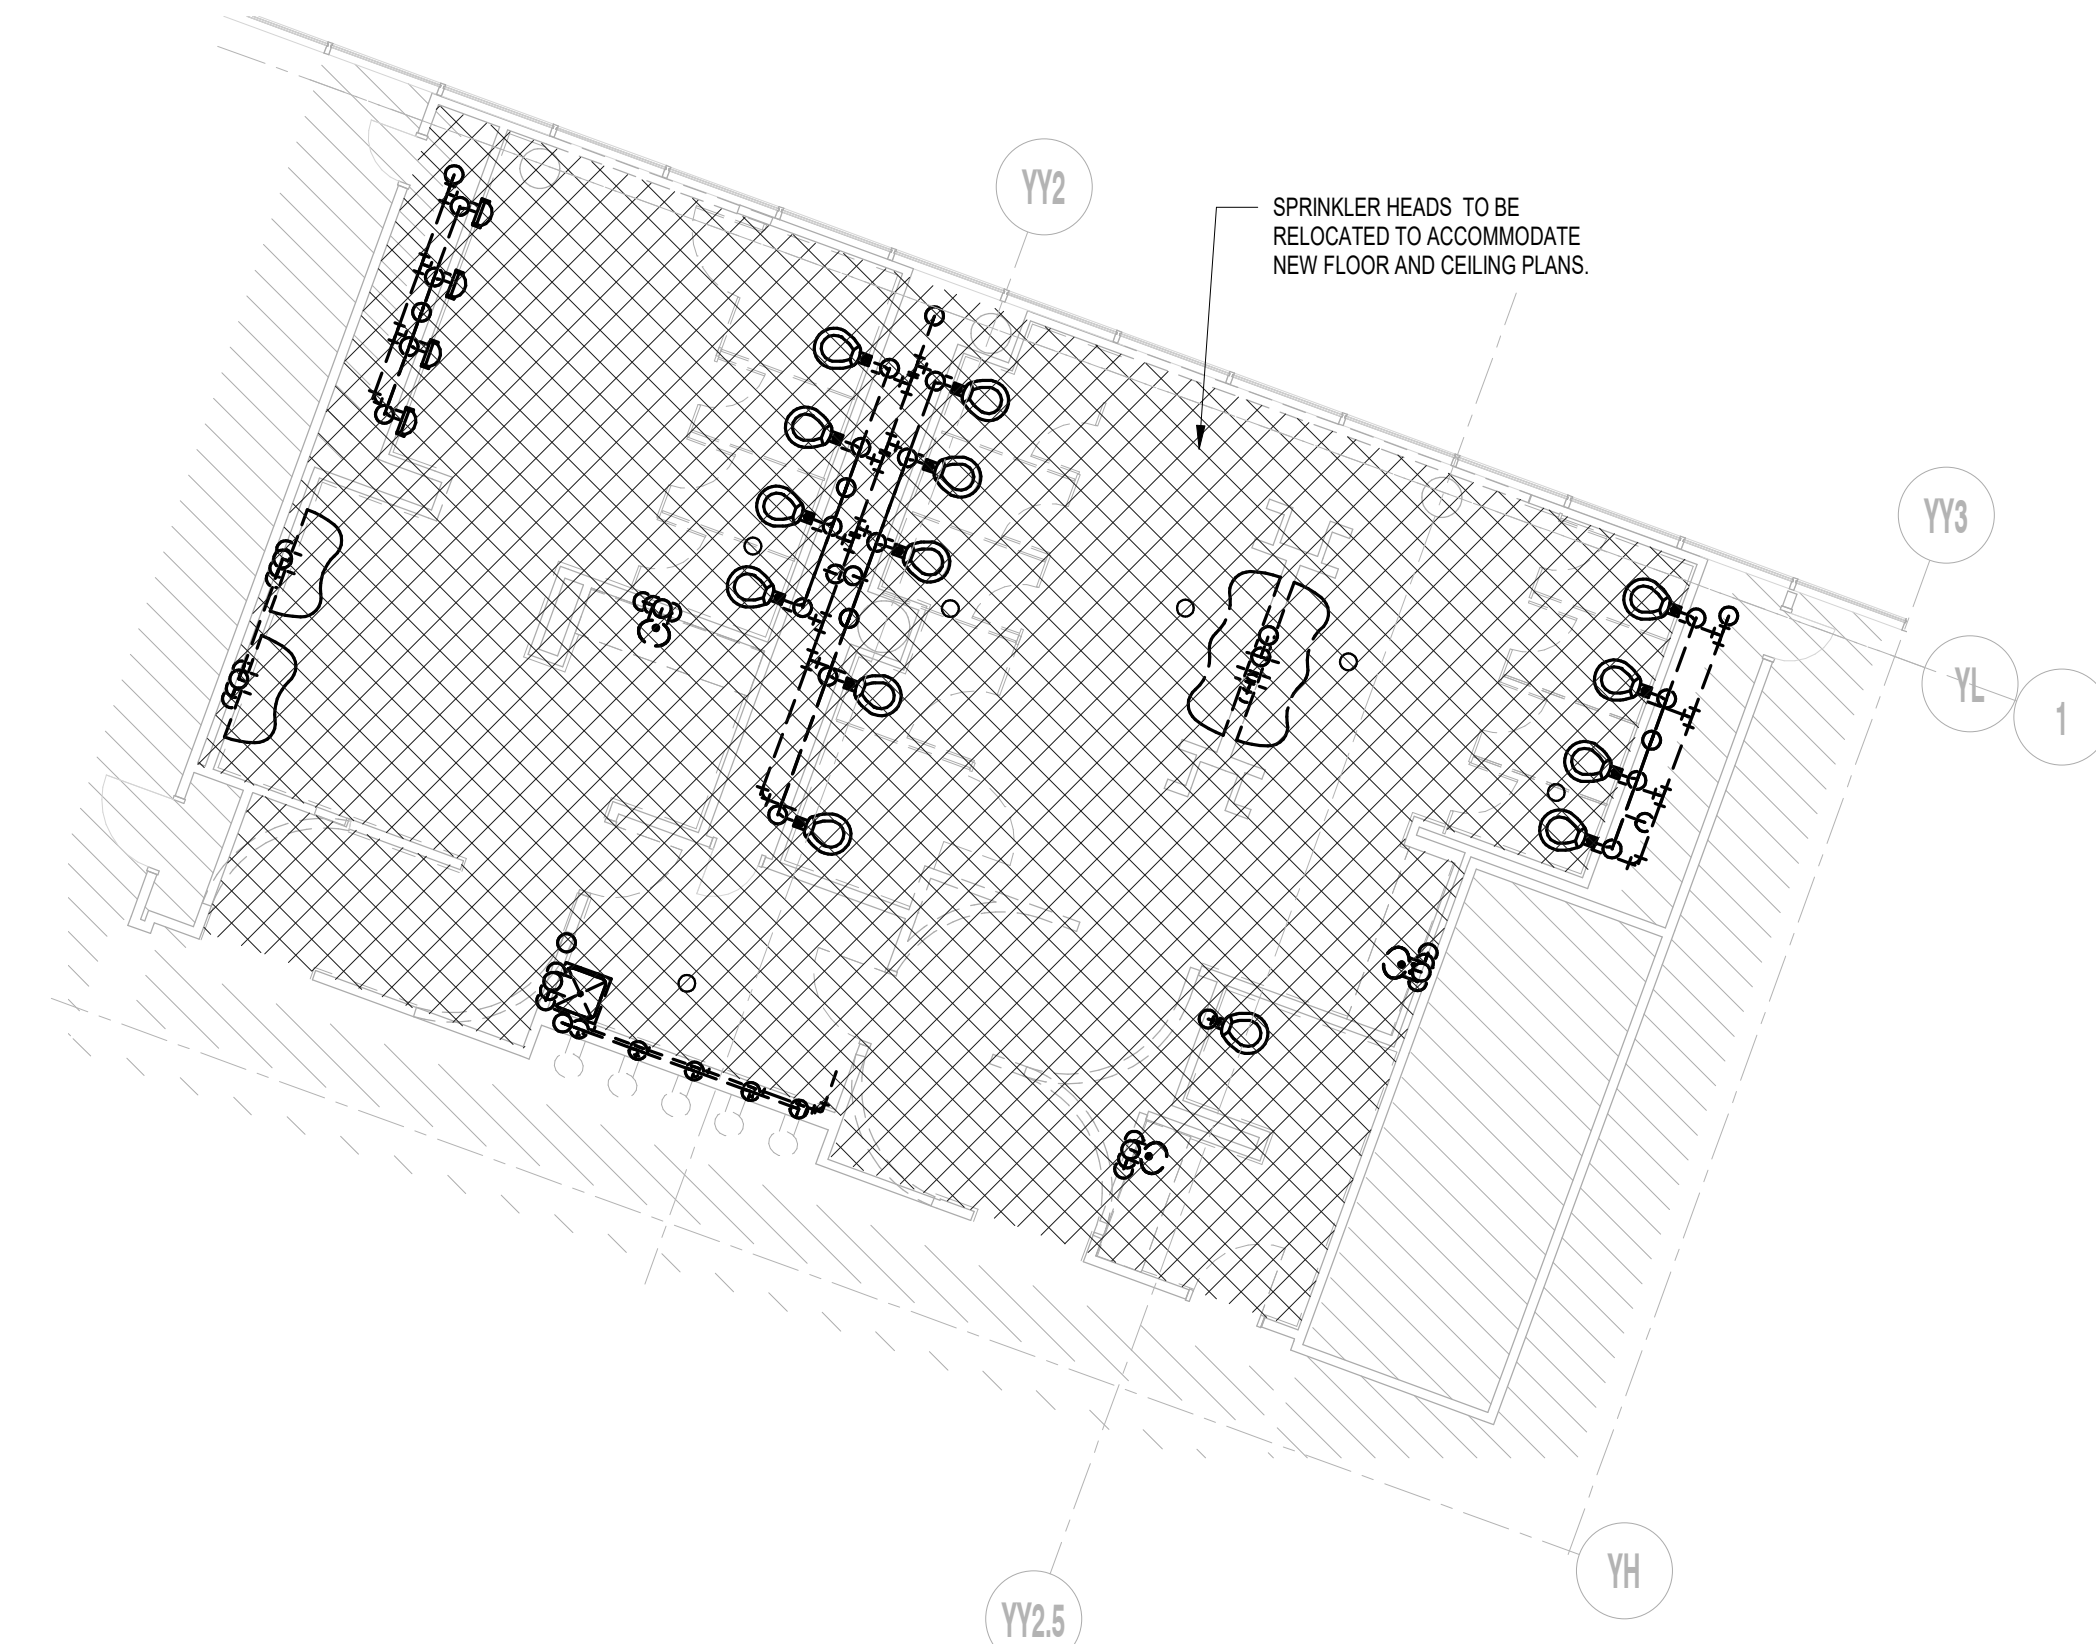 YY2
SPRINKLER HEADS TO BE
RELOCATED TO ACCOMMODATE
NEW FLOOR AND CEILING PLANS.
YY3
YL
1
YH
YY2.5